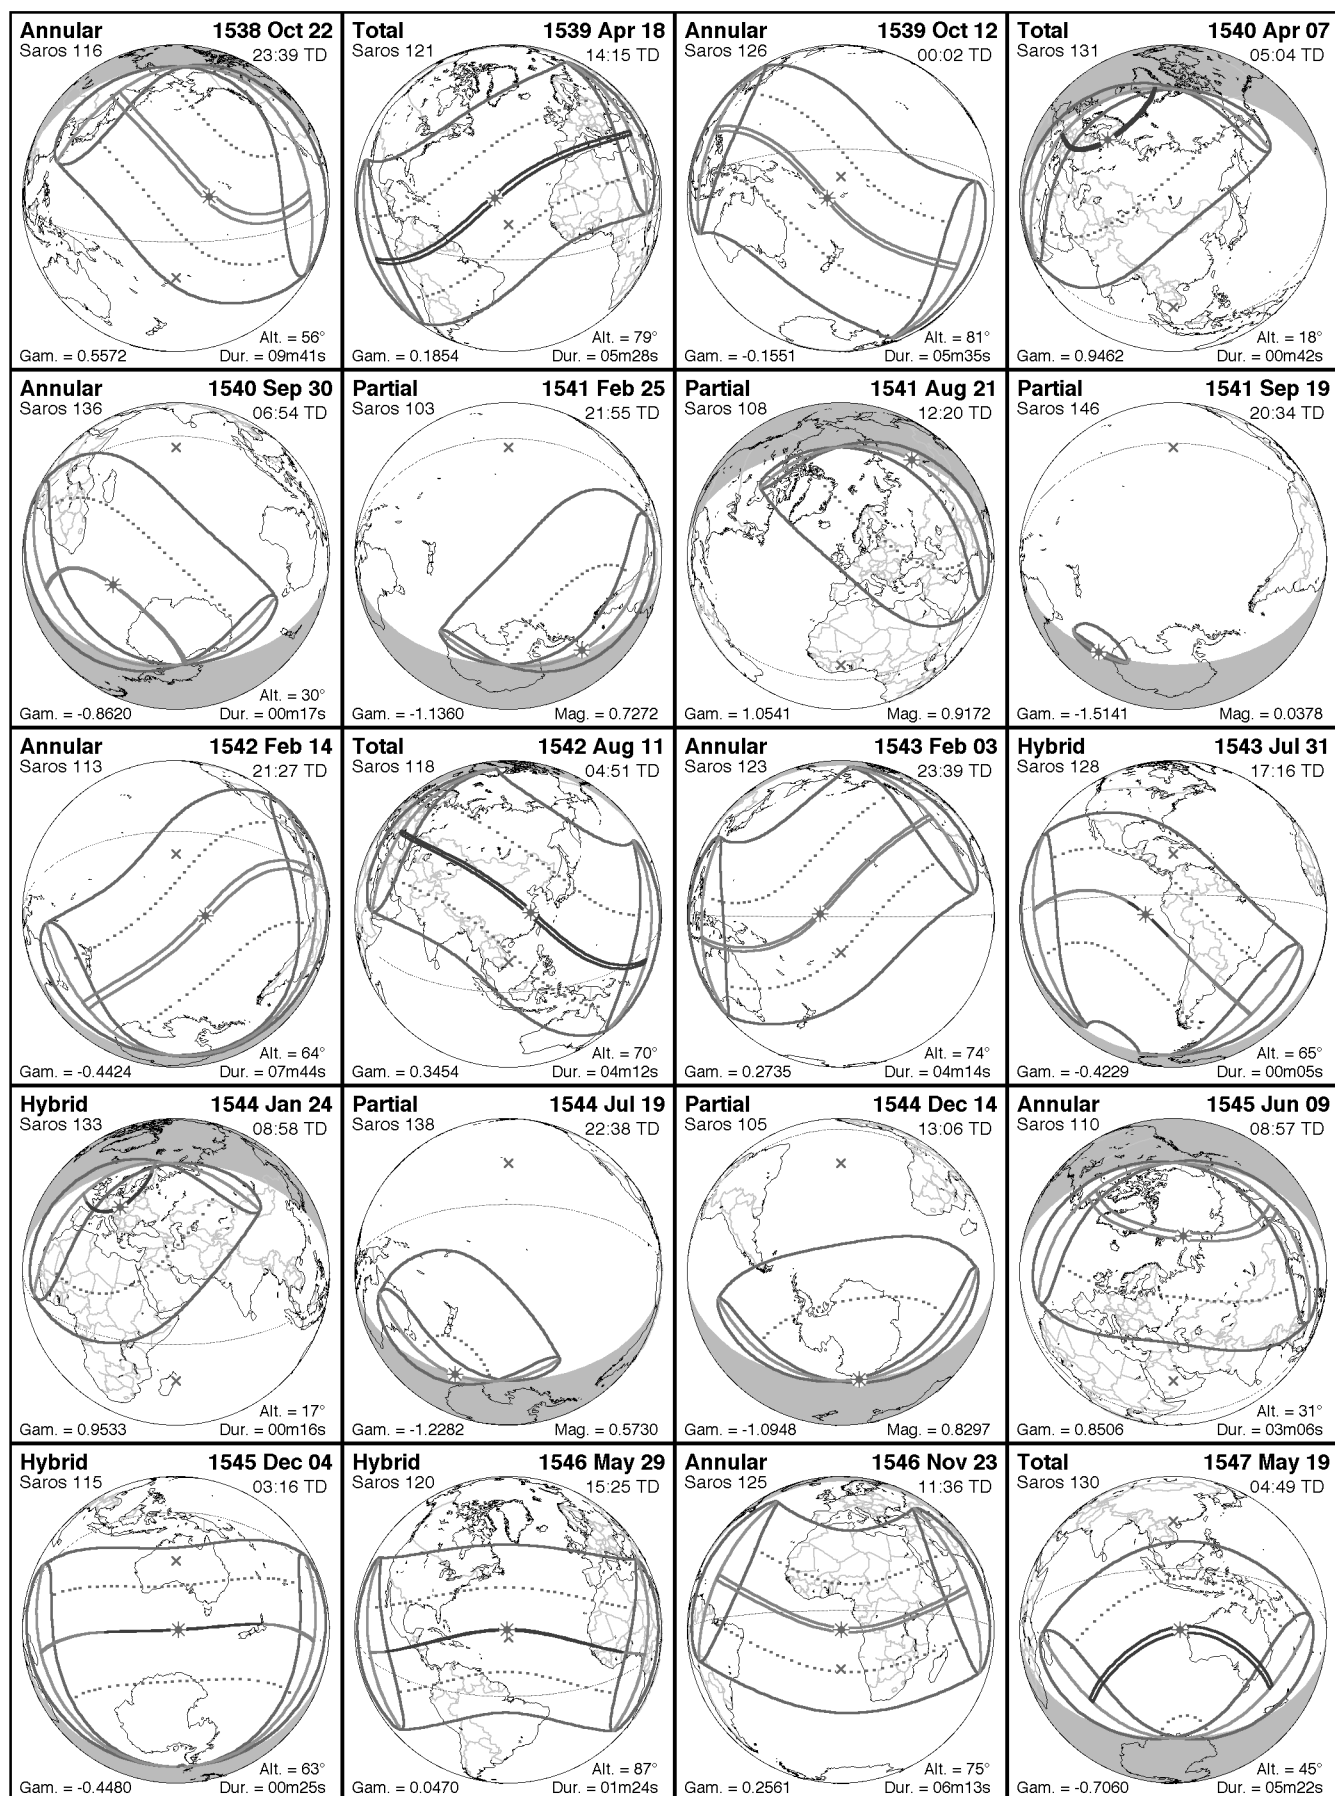 Annular 1538 Oct 22
Saros 116 23:39 TD
Alt. = 56°
Gam. = 0.5572 Dur. = 09m41s
Total 1539 Apr 18
Saros 121 14:15 TD
Alt. = 79°
Gam. = 0.1854 Dur. = 05m28s
Annular 1539 Oct 12
Saros 126 00:02 TD
Alt. = 81°
Gam. = -0.1551 Dur. = 05m35s
Total 1540 Apr 07
Saros 131 05:04 TD
Alt. = 18°
Gam. = 0.9462 Dur. = 00m42s
Annular 1540 Sep 30
Saros 136 06:54 TD
Alt. = 30°
Gam. = -0.8620 Dur. = 00m17s
Partial 1541 Feb 25
Saros 103 21:55 TD
Gam. = -1.1360 Mag. = 0.7272
Partial 1541 Aug 21
Saros 108 12:20 TD
Gam. = 1.0541 Mag. = 0.9172
Partial 1541 Sep 19
Saros 146 20:34 TD
Gam. = -1.5141 Mag. = 0.0378
Annular 1542 Feb 14
Saros 113 21:27 TD
Alt. = 64°
Gam. = -0.4424 Dur. = 07m44s
Total 1542 Aug 11
Saros 118 04:51 TD
Alt. = 70°
Gam. = 0.3454 Dur. = 04m12s
Annular 1543 Feb 03
Saros 123 23:39 TD
Alt. = 74°
Gam. = 0.2735 Dur. = 04m14s
Hybrid 1543 Jul 31
Saros 128 17:16 TD
Alt. = 65°
Gam. = -0.4229 Dur. = 00m05s
Hybrid 1544 Jan 24
Saros 133 08:58 TD
Alt. = 17°
Gam. = 0.9533 Dur. = 00m16s
Partial 1544 Jul 19
Saros 138 22:38 TD
Gam. = -1.2282 Mag. = 0.5730
Partial 1544 Dec 14
Saros 105 13:06 TD
Gam. = -1.0948 Mag. = 0.8297
Annular 1545 Jun 09
Saros 110 08:57 TD
Alt. = 31°
Gam. = 0.8506 Dur. = 03m06s
Hybrid 1545 Dec 04
Saros 115 03:16 TD
Alt. = 63°
Gam. = -0.4480 Dur. = 00m25s
Hybrid 1546 May 29
Saros 120 15:25 TD
Alt. = 87°
Gam. = 0.0470 Dur. = 01m24s
Annular 1546 Nov 23
Saros 125 11:36 TD
Alt. = 75°
Gam. = 0.2561 Dur. = 06m13s
Total 1547 May 19
Saros 130 04:49 TD
Alt. = 45°
Gam. = -0.7060 Dur. = 05m22s